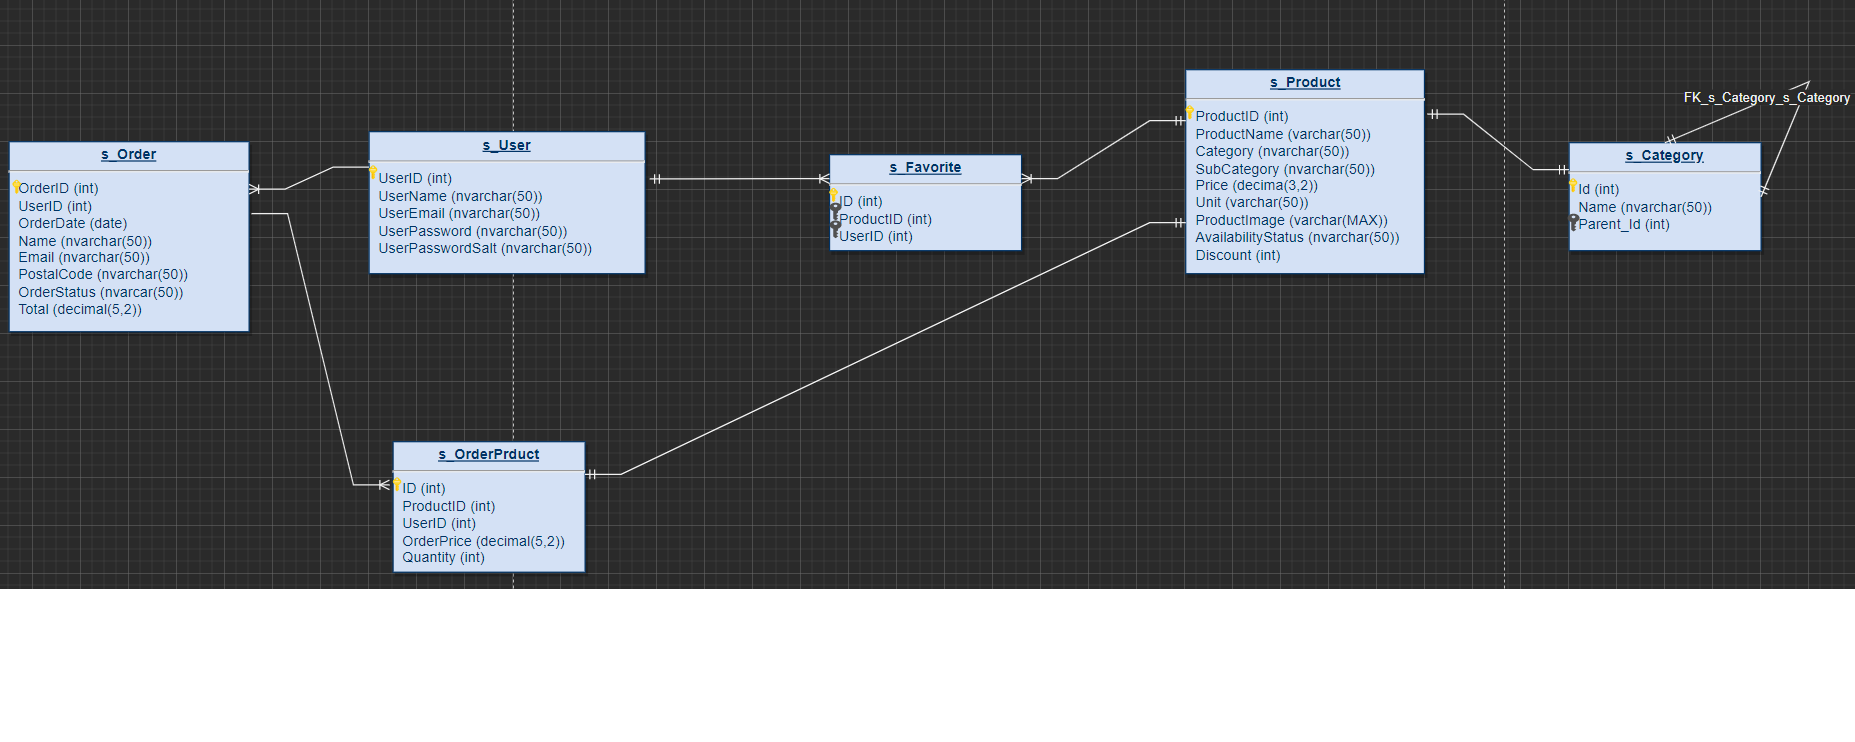 s_Order
OrderID (int)
UserID (int)
OrderDate (date)
Name (nvarchar(50))
Email (nvarchar(50))
PostalCode (nvarchar(50))
OrderStatus (nvarcar(50))
Total (decimal(5,2))
s_User
UserID (int)
UserName (nvarchar(50))
UserEmail (nvarchar(50))
UserPassword (nvarchar(50))
UserPasswordSalt (nvarchar(50))
s_Favorite
ID (int)
ProductID (int)
UserID (int)
s_Product
ProductID (int)
ProductName (varchar(50))
Category (nvarchar(50))
SubCategory (nvarchar(50))
Price (decima(3,2))
Unit (varchar(50))
ProductImage (varchar(MAX))
AvailabilityStatus (nvarchar(50))
Discount (int)
FK_s_Category_s_Category
s_Category
Id (int)
Name (nvarchar(50))
Parent_Id (int)
s_OrderPrduct
ID (int)
ProductID (int)
UserID (int)
OrderPrice (decimal(5,2))
Quantity (int)